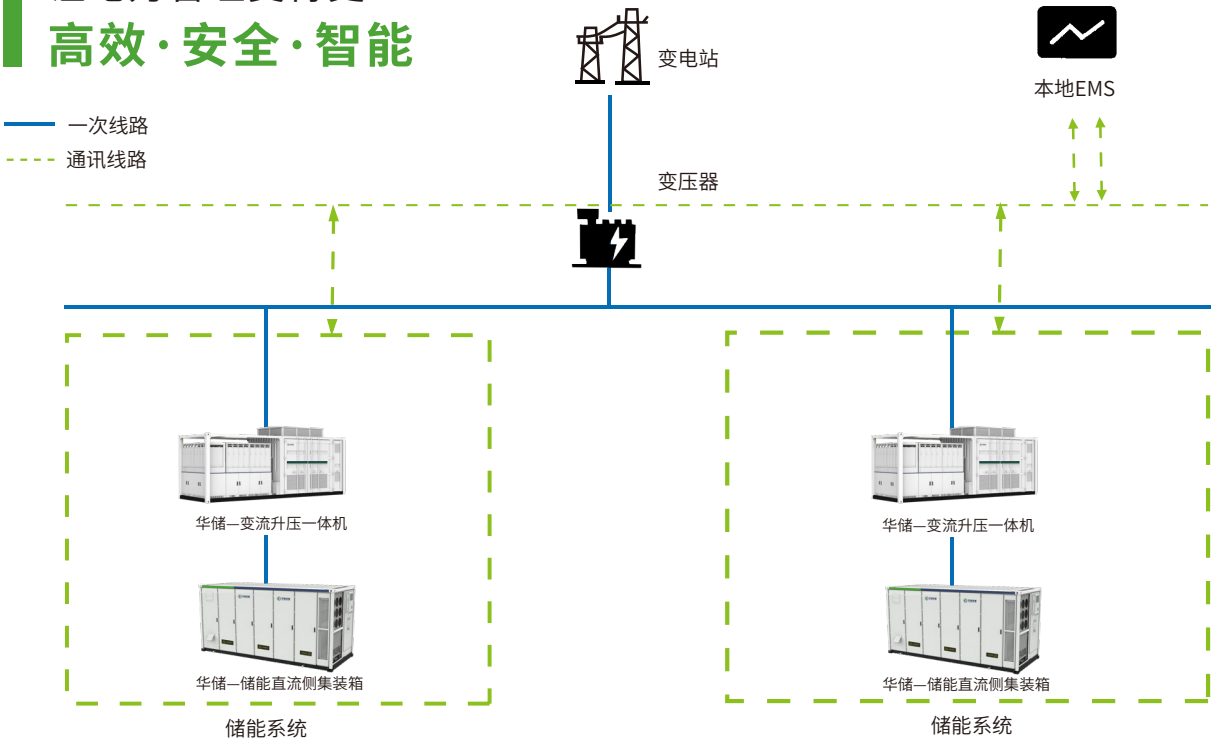 高效·安全·智能
变电站
本地EMS
一次线路
通讯线路
变压器
华储—变流升压一体机
华储—变流升压一体机
华储—储能直流侧集装箱
华储—储能直流侧集装箱
储能系统
储能系统